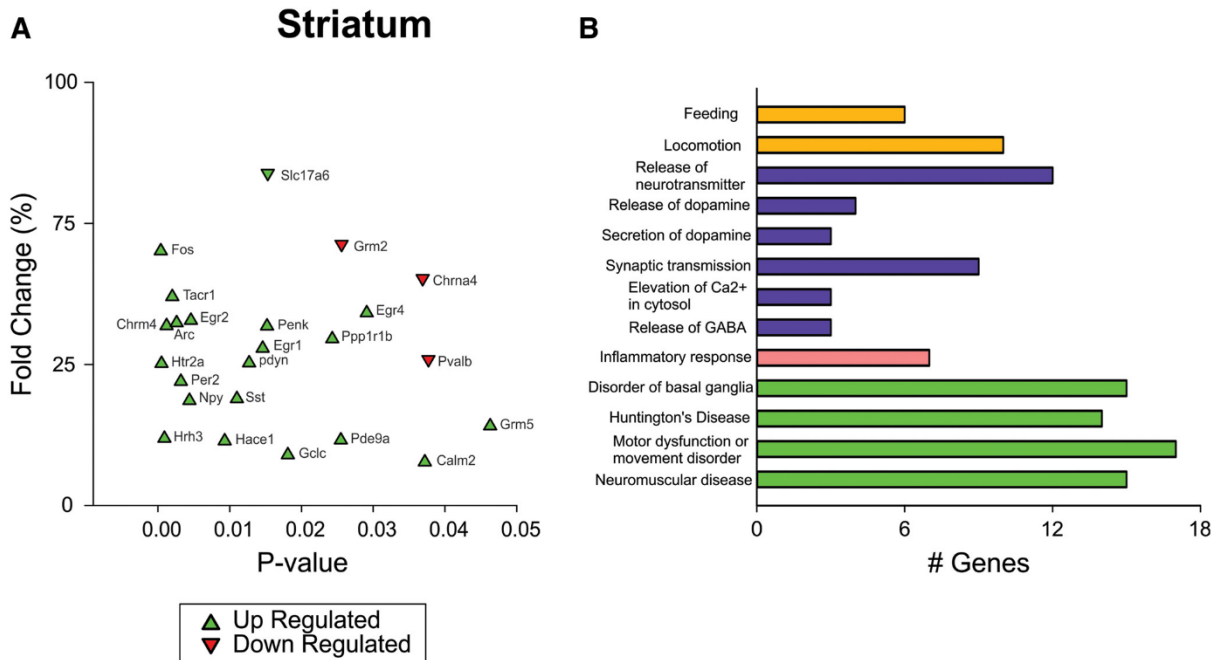 A
Striatum
B
Fold Change (%)
100
75
25
0
Slc17a6
Fos
Grm2
Chrna4
Tacr1
Egr4
Chrm4
Arc
Egr2
Penk
Ppp1r1b
Egr1
Htr2a
pdyn
Pvalb
Per2
Npy
Sst
Grm5
Hrh3
Hace1
Pde9a
Gclc
Calm2
0.00 0.01 0.02 0.03 0.04 0.05
P-value
Up Regulated
Down Regulated
Feeding
Locomotion
Release of
neurotransmitter
Release of dopamine
Secretion of dopamine
Synaptic transmission
Elevation of Ca2+
in cytosol
Release of GABA
Inflammatory response
Disorder of basal ganglia
Huntington's Disease
Motor dysfunction or
movement disorder
Neuromuscular disease
0 6 12 18
# Genes